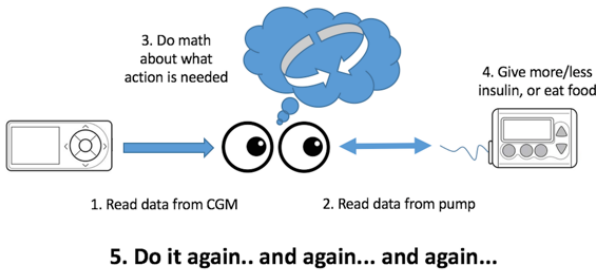 3. Do math
about what
action is needed
4. Give more/less
insulin, or eat food
1. Read data from CGM
2. Read data from pump
5. Do it again.. and again... and again...